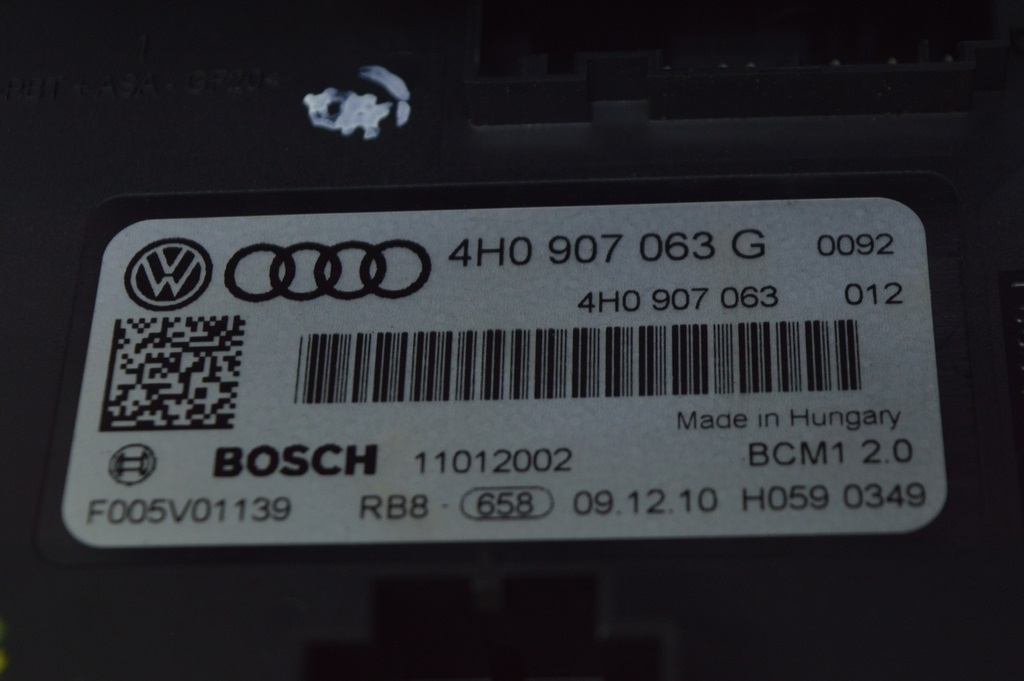 4H0 907 063 G 0092
4H0 907 063 012
Made in Hungary
BOSCH 11012002 BCM1 2.0
F005V01139 RB8 · 658 09.12.10 H059 0349